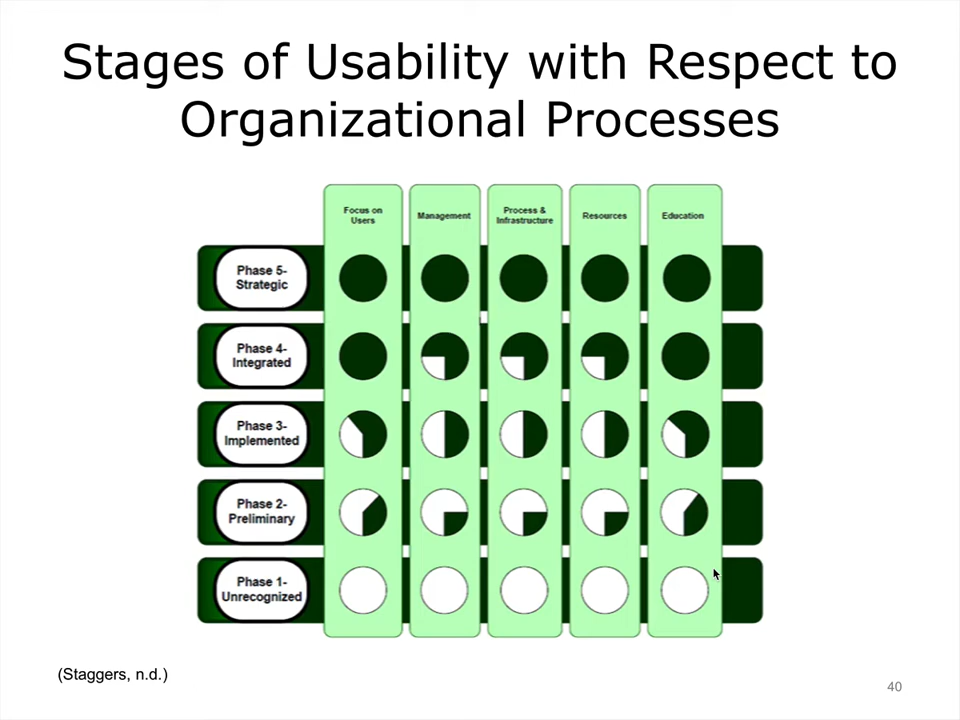 Stages of Usability with Respect to
Organizational Processes
Focus on
Users
Management
Process &
Infrastructure
Resources
Education
Phase 5-
Strategic
Phase 4-
Integrated
Phase 3-
Implemented
Phase 2-
Preliminary
Phase 1-
Unrecognized
(Staggers, n.d.)
40